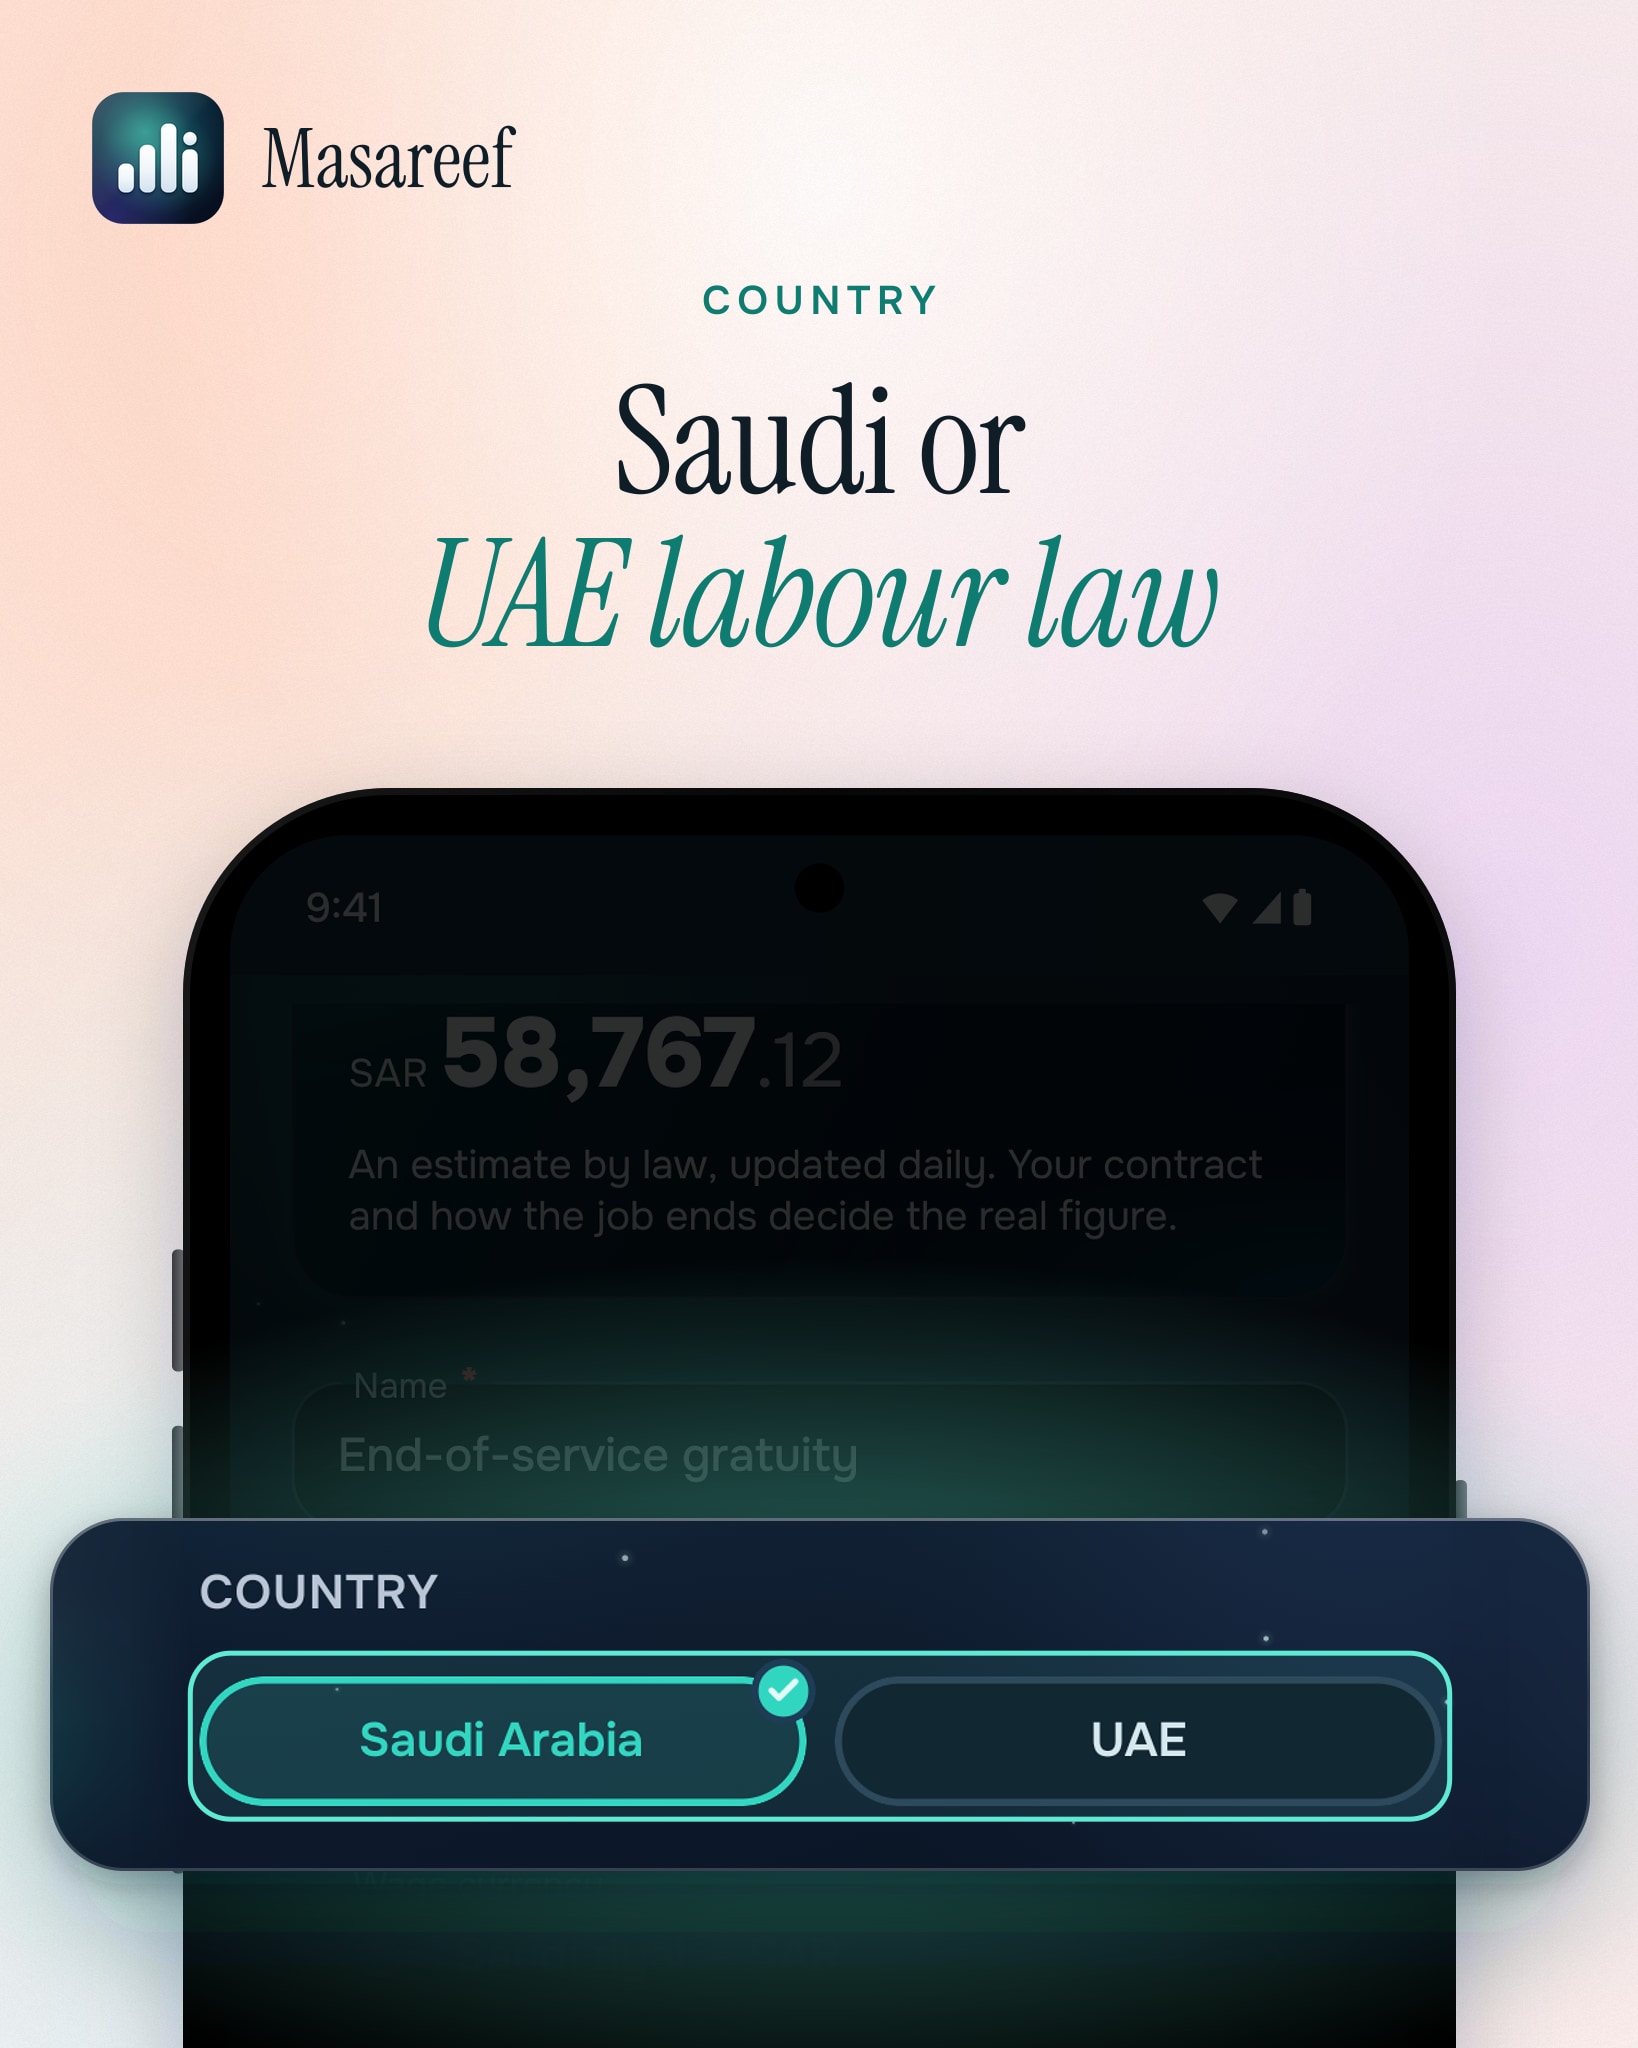 Masareef
COUNTRY
Saudi or
UAE labour law
9:41
SAR 58,767.12
An estimate by law, updated daily. Your contract
and how the job ends decide the real figure.
Name *
End-of-service gratuity
COUNTRY
Saudi Arabia
UAE